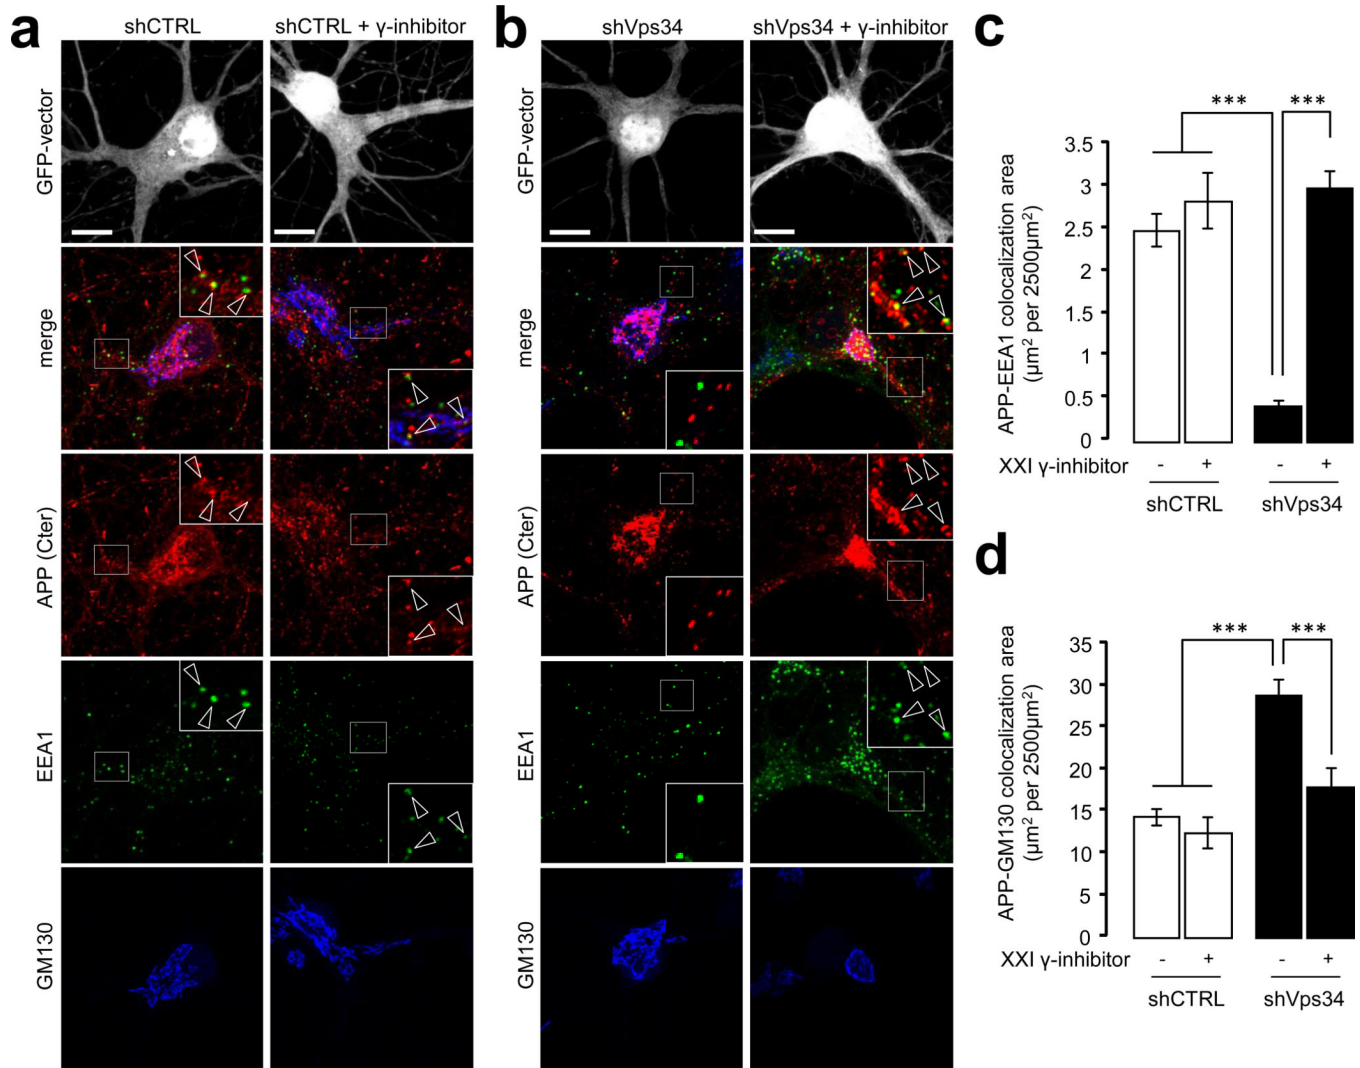 a
shCTRL
shCTRL + γ-inhibitor
GFP-vector
merge
APP (Cter)
EEA1
GM130
b
shVps34
shVps34 + γ-inhibitor
GFP-vector
merge
APP (Cter)
EEA1
GM130
c
APP-EEA1 colocalization area
(µm² per 2500µm²)
*** ***
3.5
3
2.5
2
1.5
1
0.5
0
XXI γ-inhibitor - + - +
shCTRL shVps34
d
APP-GM130 colocalization area
(µm² per 2500µm²)
*** ***
35
30
25
20
15
10
5
0
XXI γ-inhibitor - + - +
shCTRL shVps34